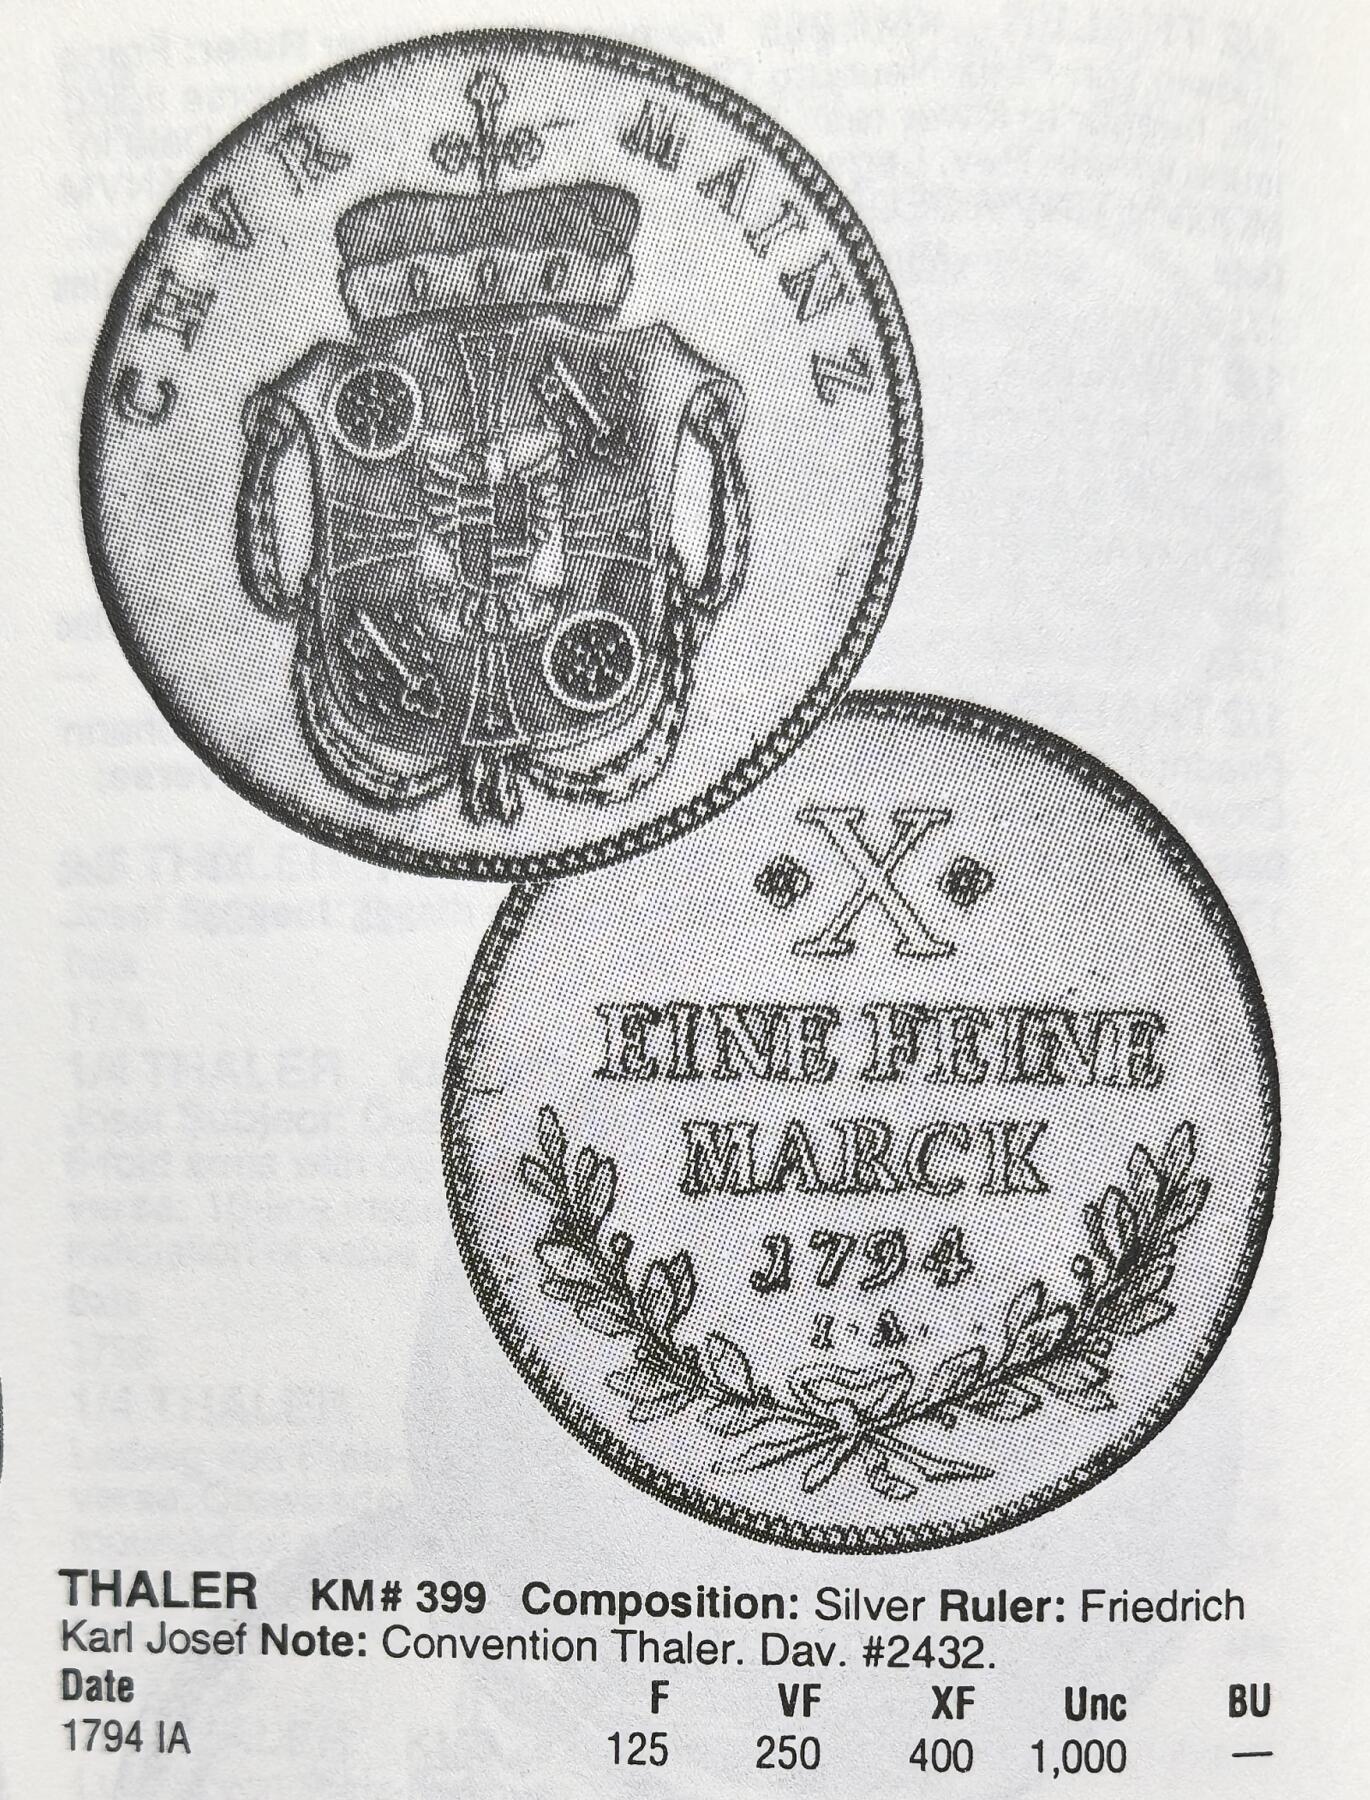 CHVR MAINZ
· X ·
EINE FEINE
MARCK
1794
I·A·
THALER KM# 399 Composition: Silver Ruler: Friedrich
Karl Josef Note: Convention Thaler. Dav. #2432.
Date F VF XF Unc BU
1794 IA 125 250 400 1,000 —